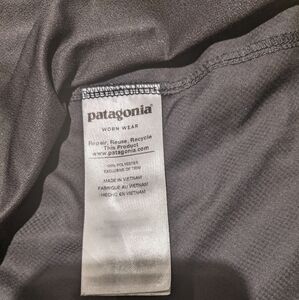 patagonia®
WORN WEAR
Repair, Reuse, Recycle
This Product
www.patagonia.com
100% POLYESTER
EXCLUSIVE OF TRIM
MADE IN VIETNAM
FABRIQUÉ AU VIETNAM
HECHO EN VIETNAM